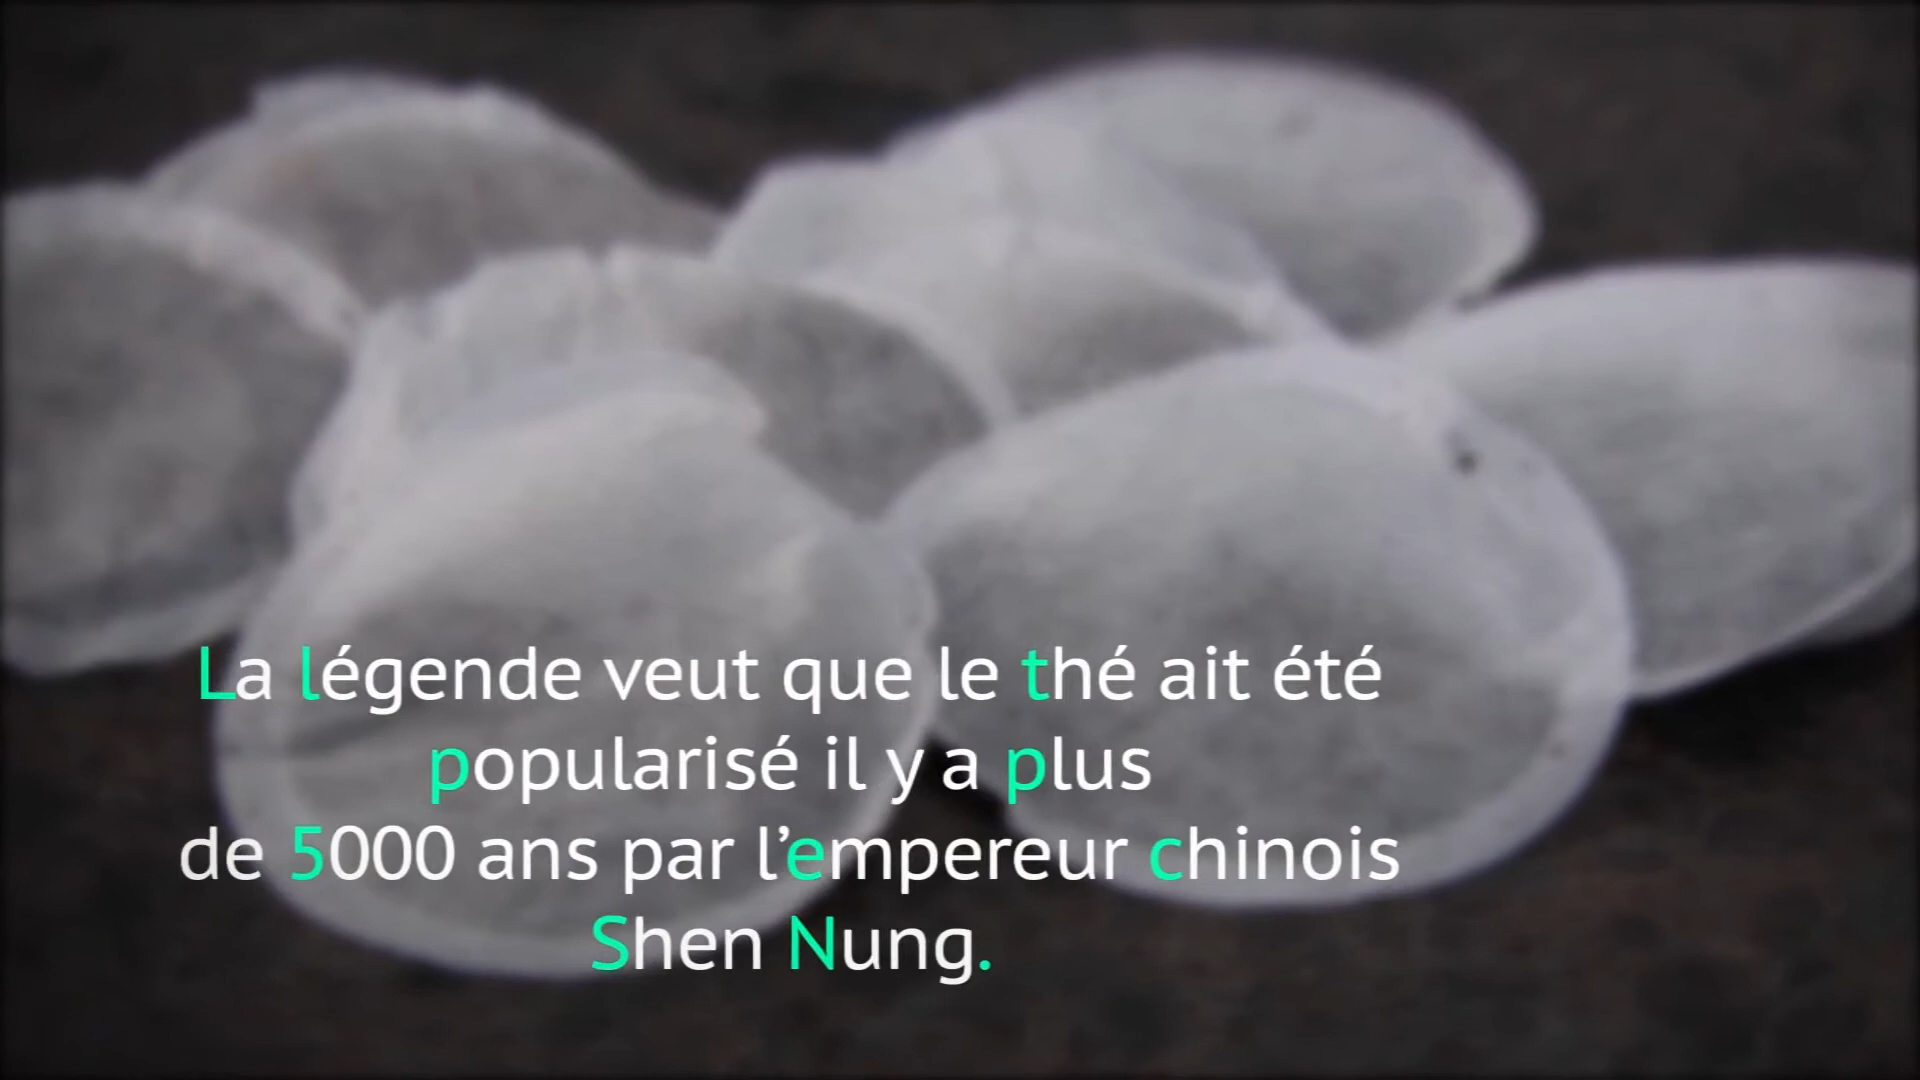 La légende veut que le thé ait été
popularisé il y a plus
de 5000 ans par l’empereur chinois
Shen Nung.